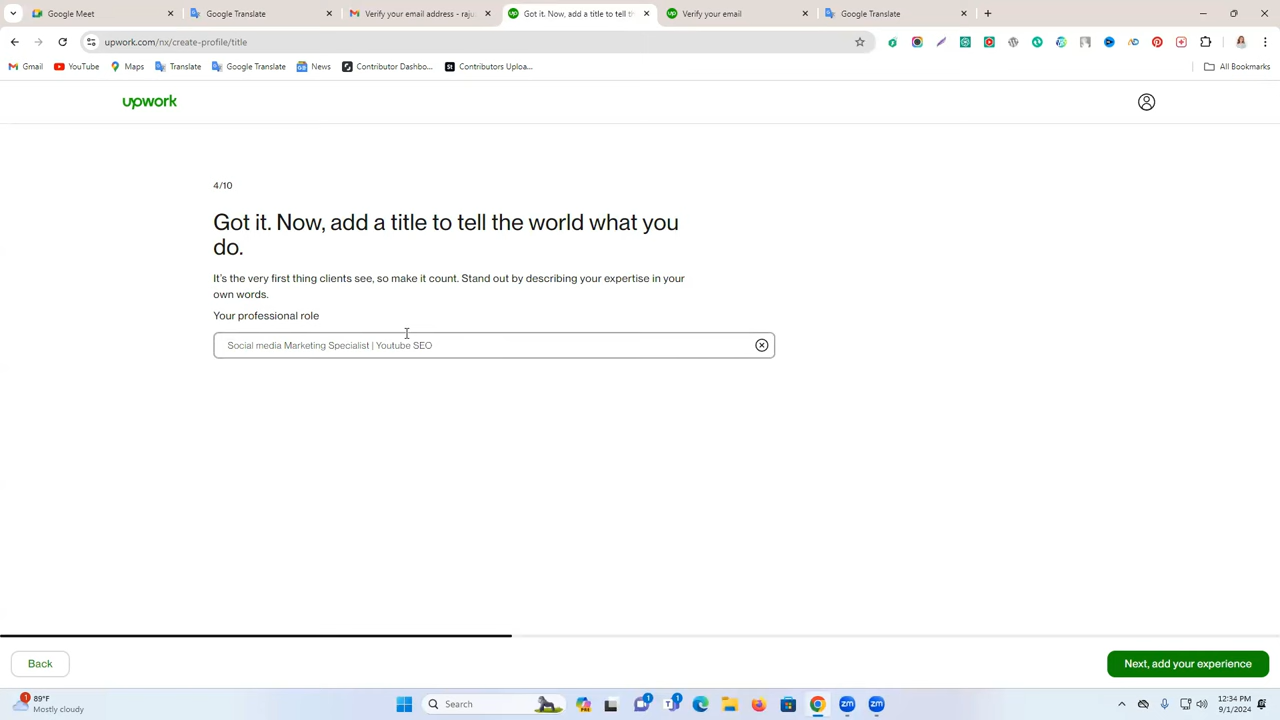 Google Meet
Google Translate
Verify your email address - raju
Got it. Now, add a title to tell th
Verify your email
Google Translate
upwork.com/nx/create-profile/title
Gmail
YouTube
Maps
Translate
Google Translate
News
Contributor Dashbo...
Contributors Uploa...
All Bookmarks
upwork
4/10
Got it. Now, add a title to tell the world what you
do.
It's the very first thing clients see, so make it count. Stand out by describing your expertise in your
own words.
Your professional role
Social media Marketing Specialist | Youtube SEO
Back
Next, add your experience
89°F
Mostly cloudy
Search
12:34 PM
9/1/2024